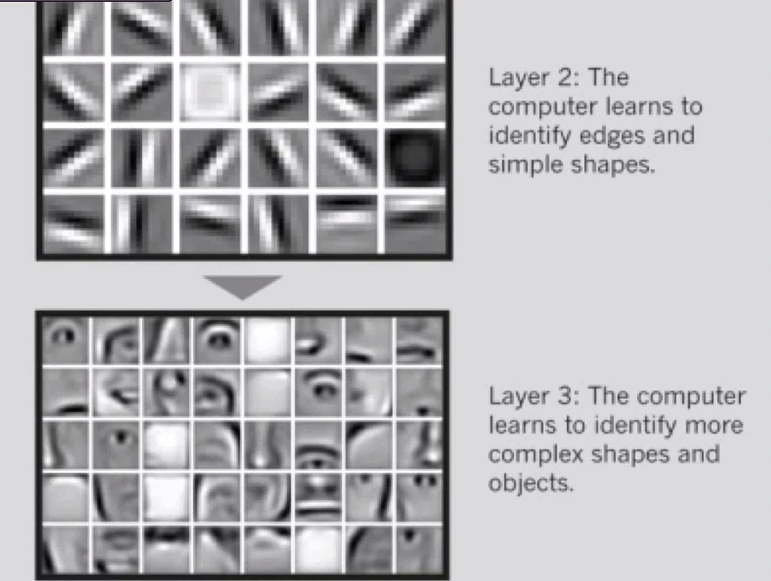 Layer 2: The
computer learns to
identify edges and
simple shapes.
Layer 3: The computer
learns to identify more
complex shapes and
objects.